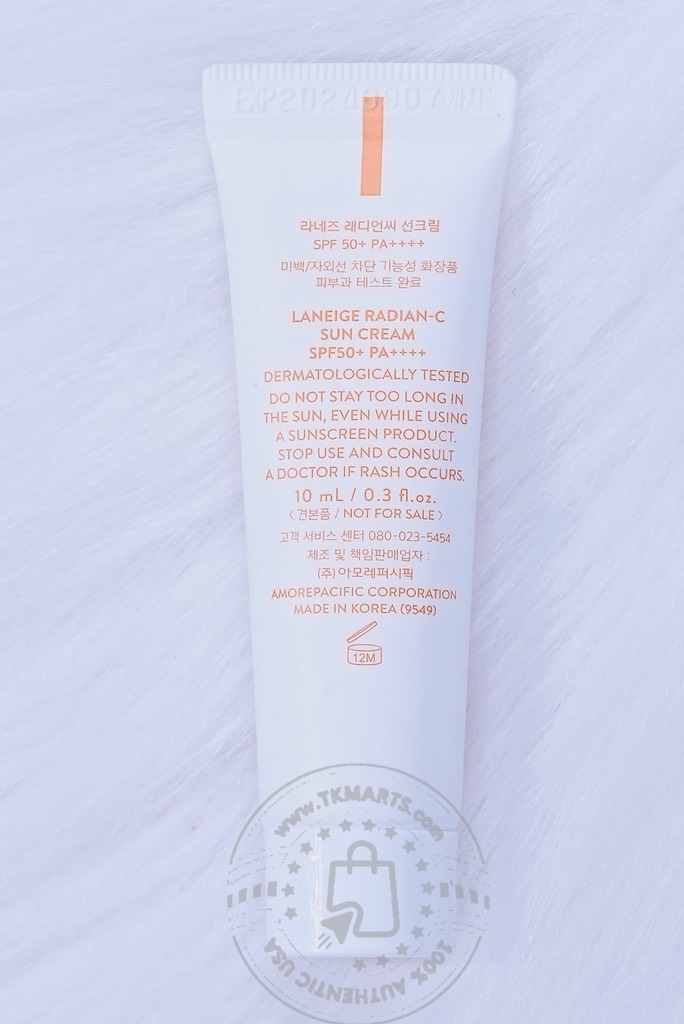 EXP20240907까지
라네즈 래디언씨 선크림
SPF 50+ PA++++
미백/자외선 차단 기능성 화장품
피부과 테스트 완료
LANEIGE RADIAN-C
SUN CREAM
SPF50+ PA++++
DERMATOLOGICALLY TESTED
DO NOT STAY TOO LONG IN
THE SUN, EVEN WHILE USING
A SUNSCREEN PRODUCT.
STOP USE AND CONSULT
A DOCTOR IF RASH OCCURS.
10 mL / 0.3 fl.oz.
〈 견본품 / NOT FOR SALE 〉
고객 서비스 센터 080-023-5454
제조 및 책임판매업자 :
(주)아모레퍼시픽
AMOREPACIFIC CORPORATION
MADE IN KOREA (9549)
12M
www.TKMARTS.com
100% AUTHENTIC USA